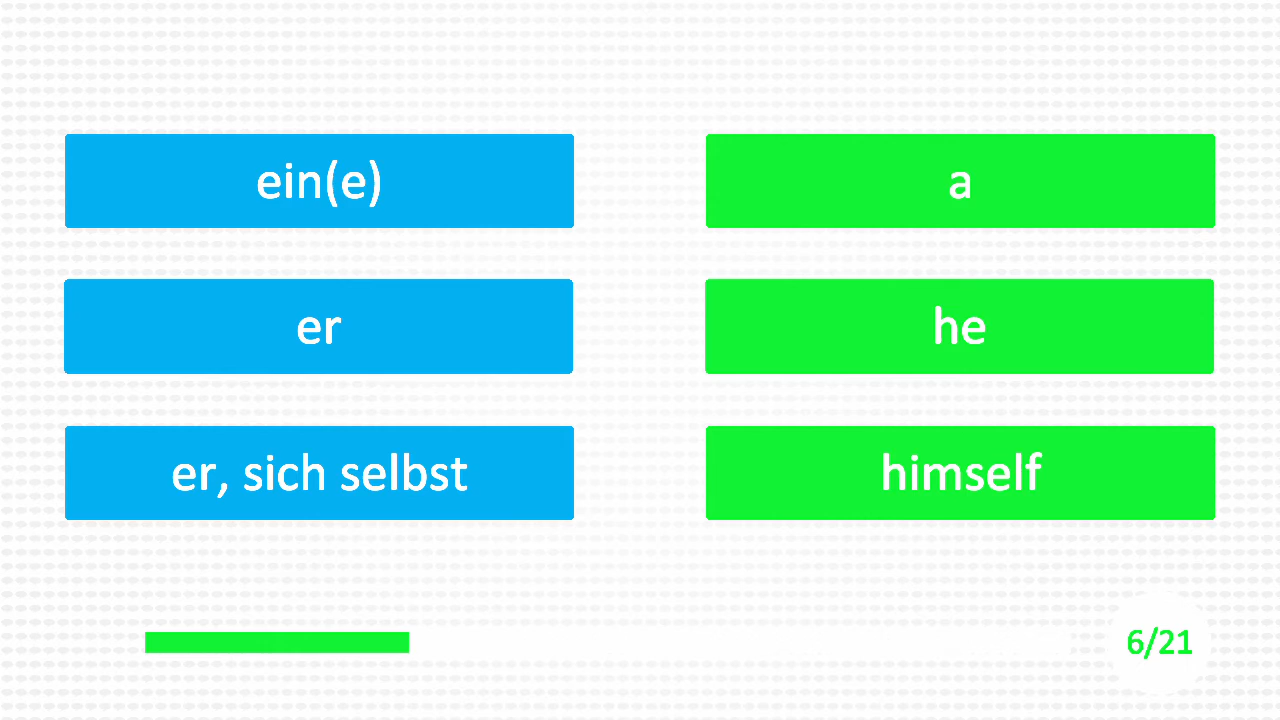 ein(e)
a
er
he
er, sich selbst
himself
6/21